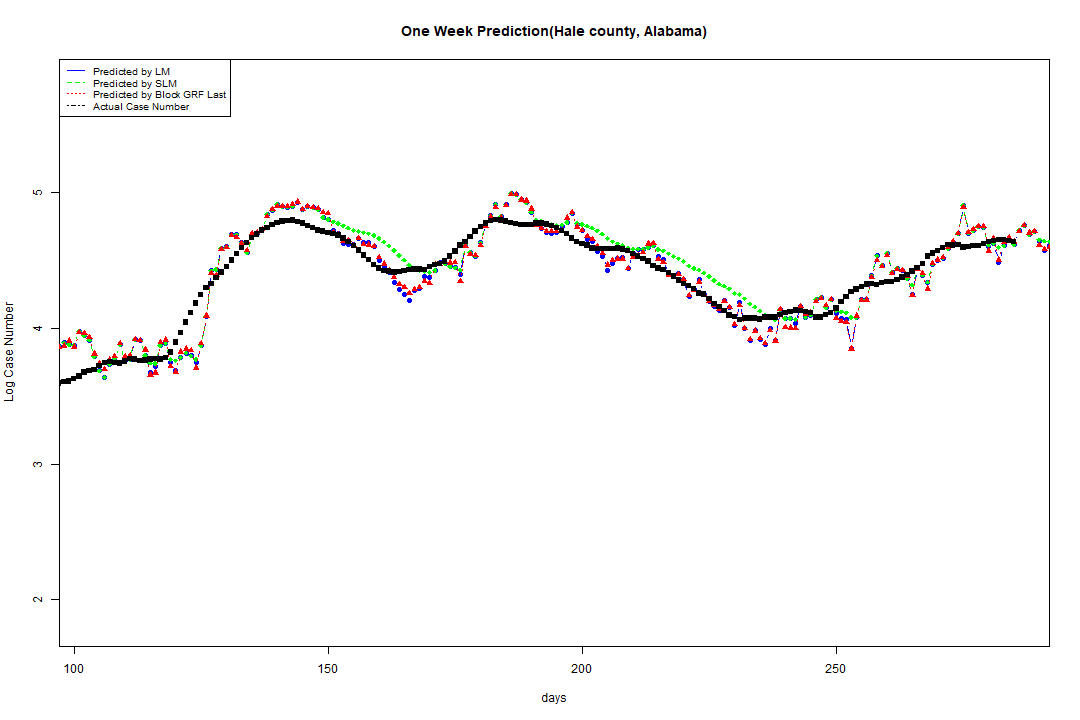 One Week Prediction(Hale county, Alabama)
Predicted by LM
Predicted by SLM
Predicted by Block GRF Last
Actual Case Number
5
4
3
2
Log Case Number
100 150 200 250
days